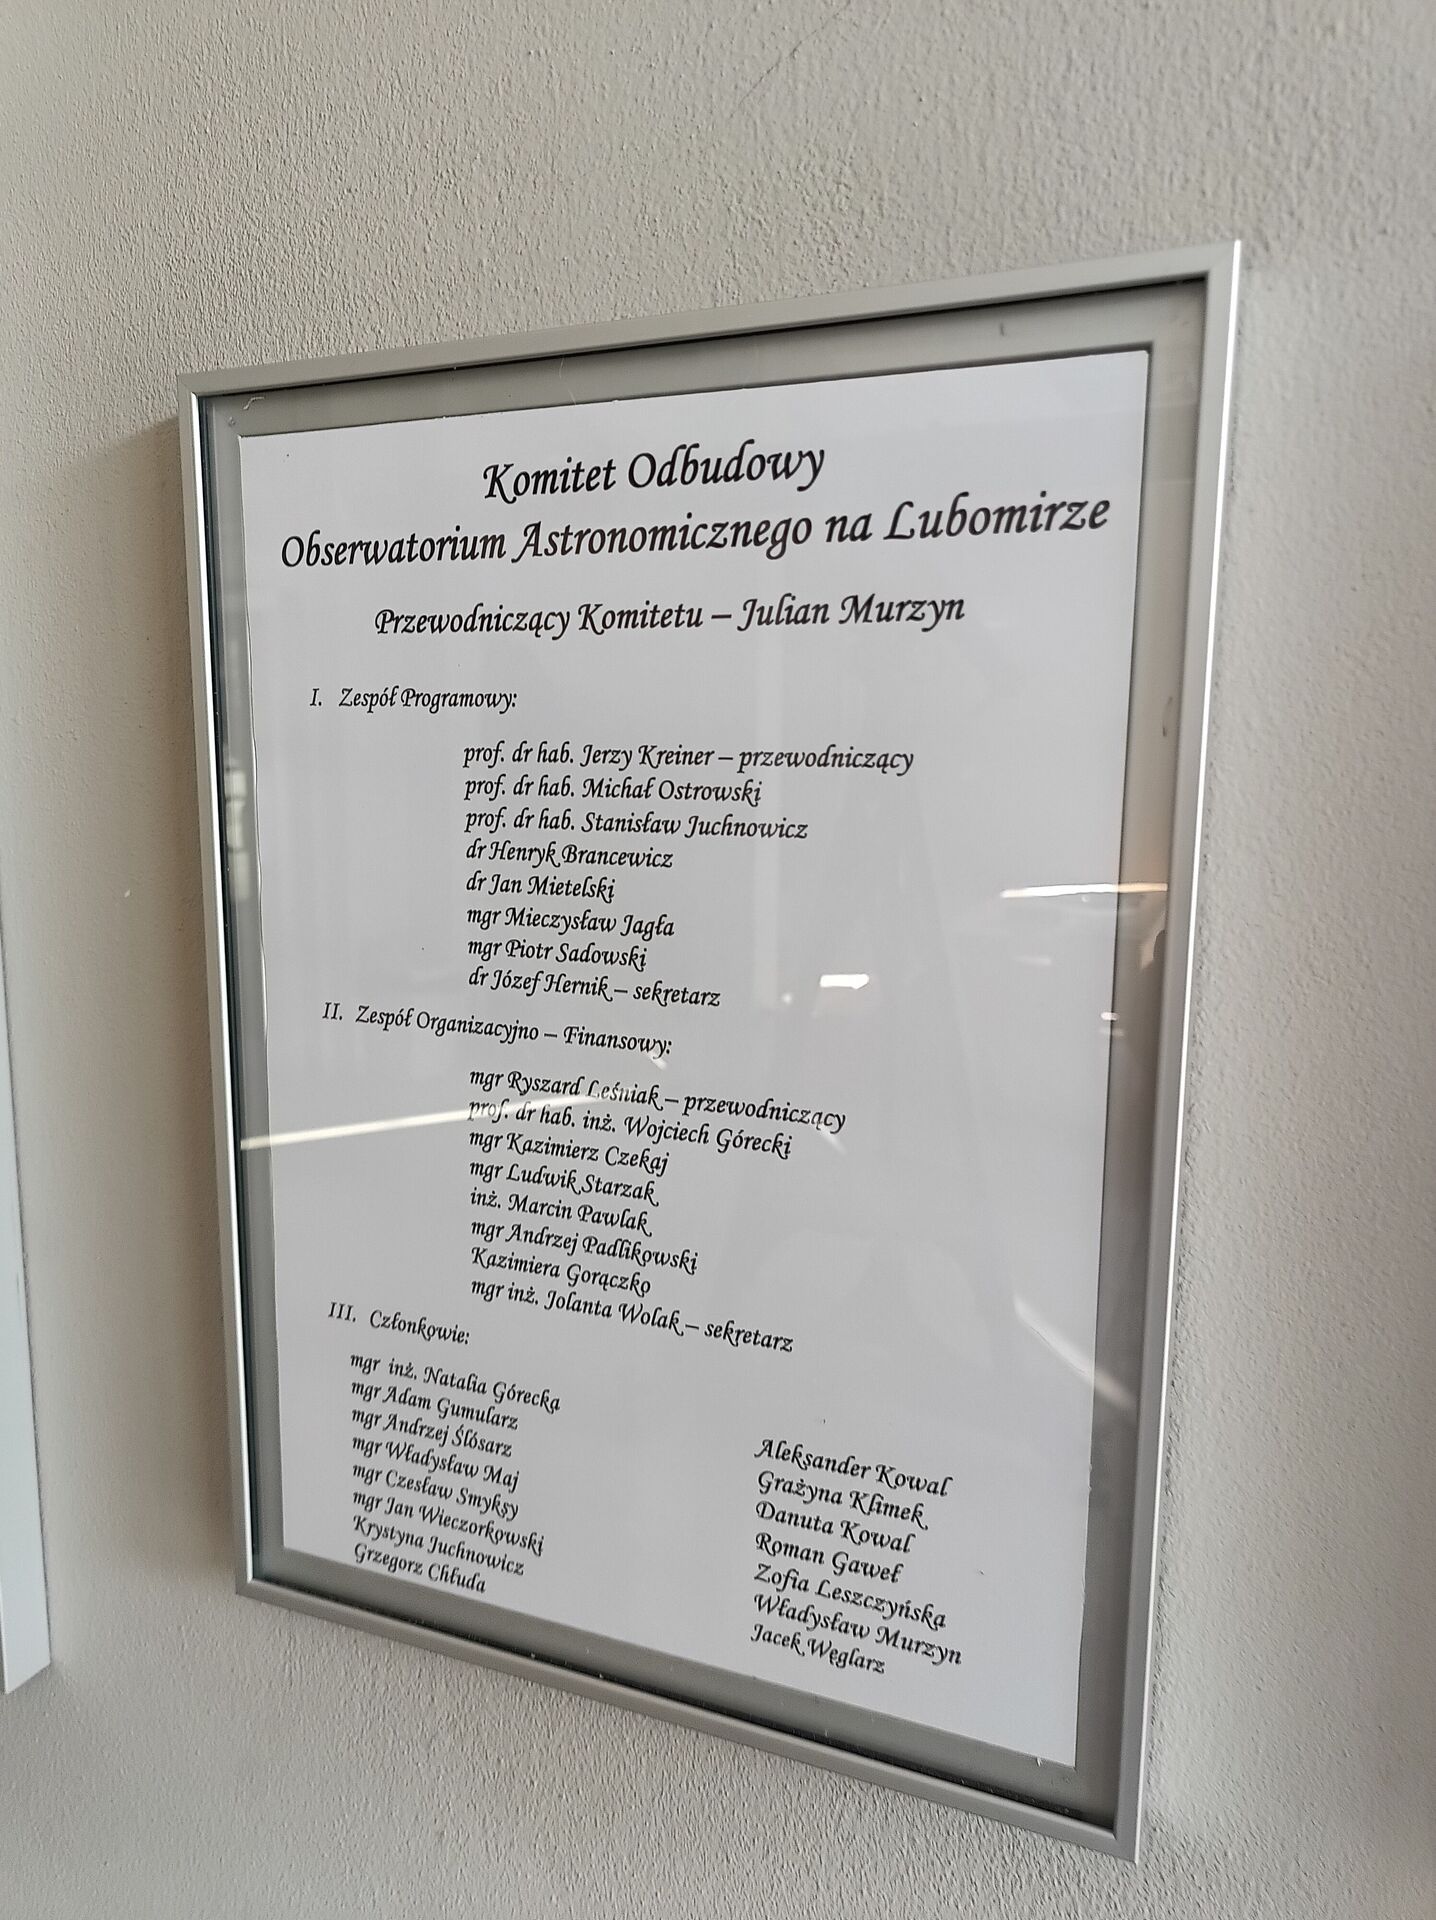 Komitet Odbudowy
Obserwatorium Astronomicznego na Lubomirze
Przewodniczący Komitetu – Julian Murzyn
I. Zespół Programowy:
prof. dr hab. Jerzy Kreiner – przewodniczący
prof. dr hab. Michał Ostrowski
prof. dr hab. Stanisław Juchnowicz
dr Henryk Brancewicz
dr Jan Mietelski
mgr Mieczysław Jagła
mgr Piotr Sadowski
dr Józef Hernik – sekretarz
II. Zespół Organizacyjno – Finansowy:
mgr Ryszard Leśniak – przewodniczący
prof. dr hab. inż. Wojciech Górecki
mgr Kazimierz Czekaj
mgr Ludwik Starzak
inż. Marcin Pawlak
mgr Andrzej Padlikowski
Kazimiera Gorączko
mgr inż. Jolanta Wolak – sekretarz
III. Członkowie:
mgr inż. Natalia Górecka
mgr Adam Gumularz
mgr Andrzej Ślósarz
mgr Władysław Maj
mgr Czesław Smyksy
mgr Jan Wieczorkowski
Krystyna Juchnowicz
Grzegorz Chłuda
Aleksander Kowal
Grażyna Klimek
Danuta Kowal
Roman Gaweł
Zofia Leszczyńska
Władysław Murzyn
Jacek Węglarz